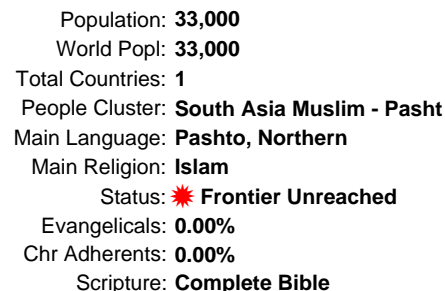 Population: 33,000
World Popl: 33,000
Total Countries: 1
People Cluster: South Asia Muslim - Pasht
Main Language: Pashto, Northern
Main Religion: Islam
Status: Frontier Unreached
Evangelicals: 0.00%
Chr Adherents: 0.00%
Scripture: Complete Bible